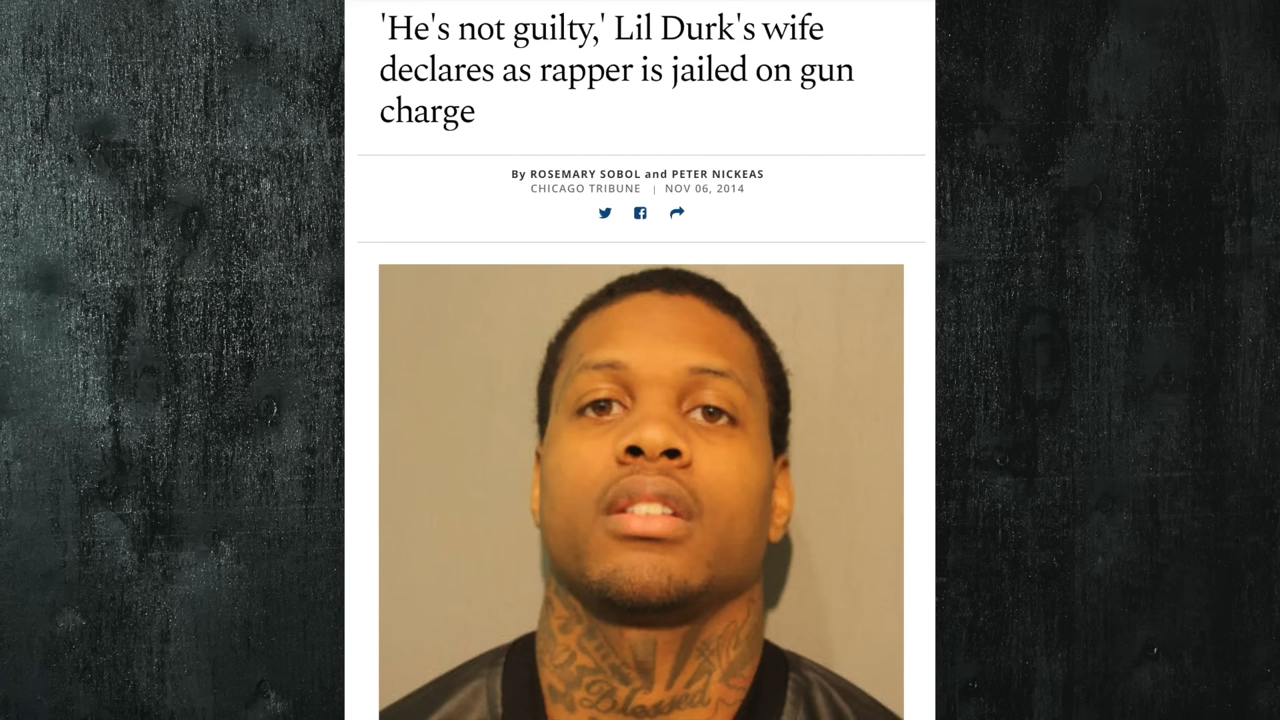 'He's not guilty,' Lil Durk's wife
declares as rapper is jailed on gun
charge
By ROSEMARY SOBOL and PETER NICKEAS
CHICAGO TRIBUNE | NOV 06, 2014
Blessed